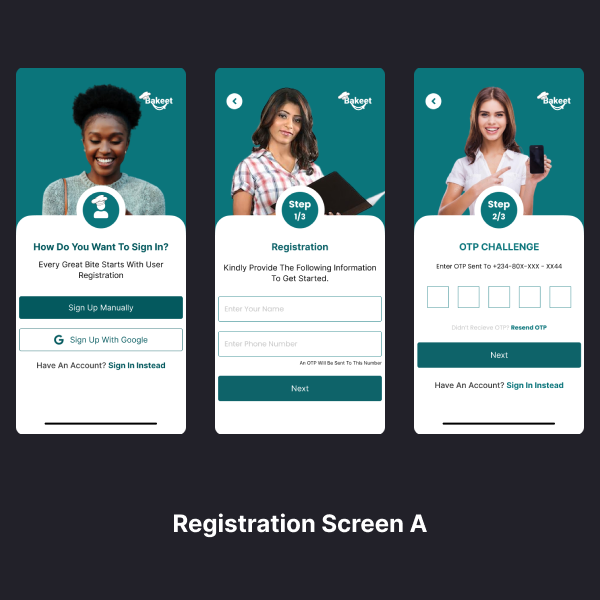 Bakeet
How Do You Want To Sign In?
Every Great Bite Starts With User
Registration
Sign Up Manually
Sign Up With Google
Have An Account? Sign In Instead
Bakeet
Step
1/3
Registration
Kindly Provide The Following Information
To Get Started.
Enter Your Name
Enter Phone Number
An OTP Will Be Sent To This Number
Next
Bakeet
Step
2/3
OTP CHALLENGE
Enter OTP Sent To +234-80X-XXX - XX44
Didn't Recieve OTP? Resend OTP
Next
Have An Account? Sign In Instead
Registration Screen A